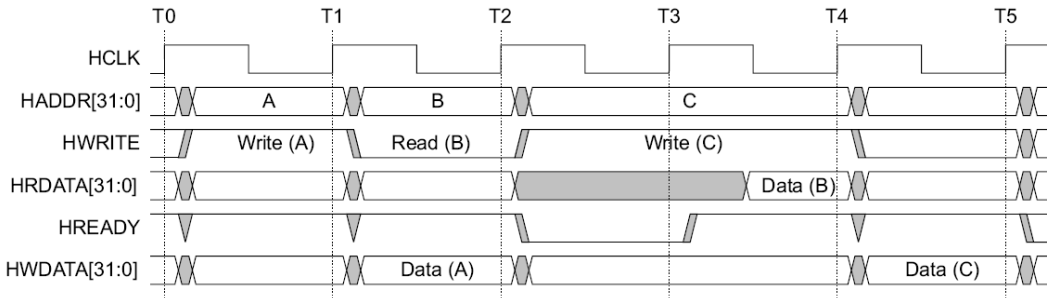 T0 T1 T2 T3 T4 T5
HCLK
HADDR[31:0] A B C
HWRITE Write (A) Read (B) Write (C)
HRDATA[31:0] Data (B)
HREADY
HWDATA[31:0] Data (A) Data (C)